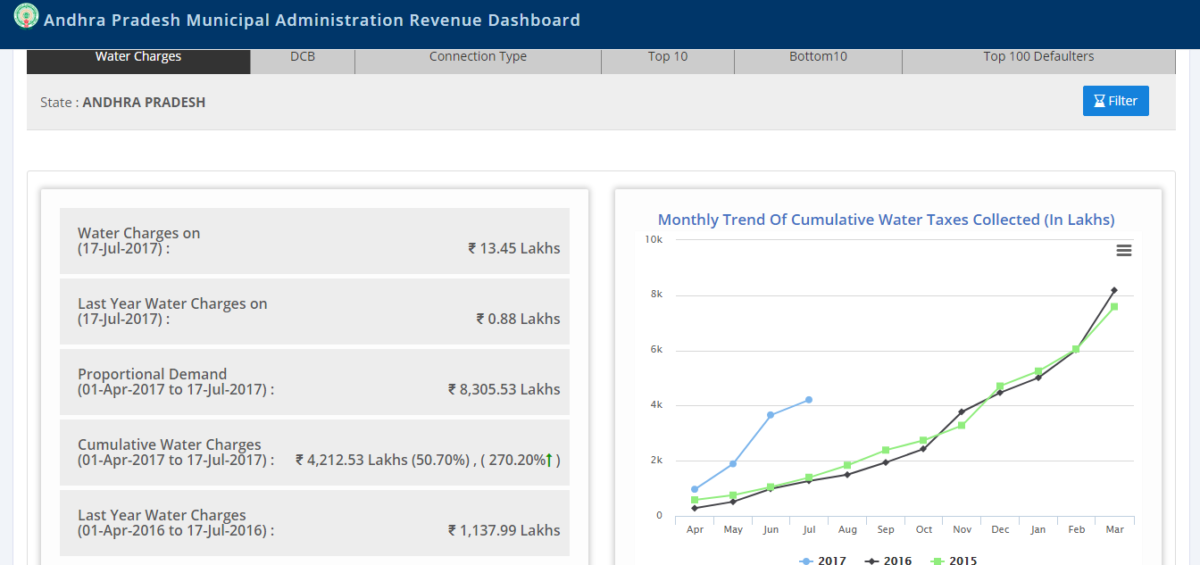 Andhra Pradesh Municipal Administration Revenue Dashboard
Water Charges DCB Connection Type Top 10 Bottom10 Top 100 Defaulters
State : ANDHRA PRADESH
Filter
Water Charges on
(17-Jul-2017) :
₹ 13.45 Lakhs
Last Year Water Charges on
(17-Jul-2017) :
₹ 0.88 Lakhs
Proportional Demand
(01-Apr-2017 to 17-Jul-2017) :
₹ 8,305.53 Lakhs
Cumulative Water Charges
(01-Apr-2017 to 17-Jul-2017) :
₹ 4,212.53 Lakhs (50.70%) , ( 270.20%↑ )
Last Year Water Charges
(01-Apr-2016 to 17-Jul-2016) :
₹ 1,137.99 Lakhs
Monthly Trend Of Cumulative Water Taxes Collected (In Lakhs)
10k
8k
6k
4k
2k
0
Apr May Jun Jul Aug Sep Oct Nov Dec Jan Feb Mar
2017 2016 2015